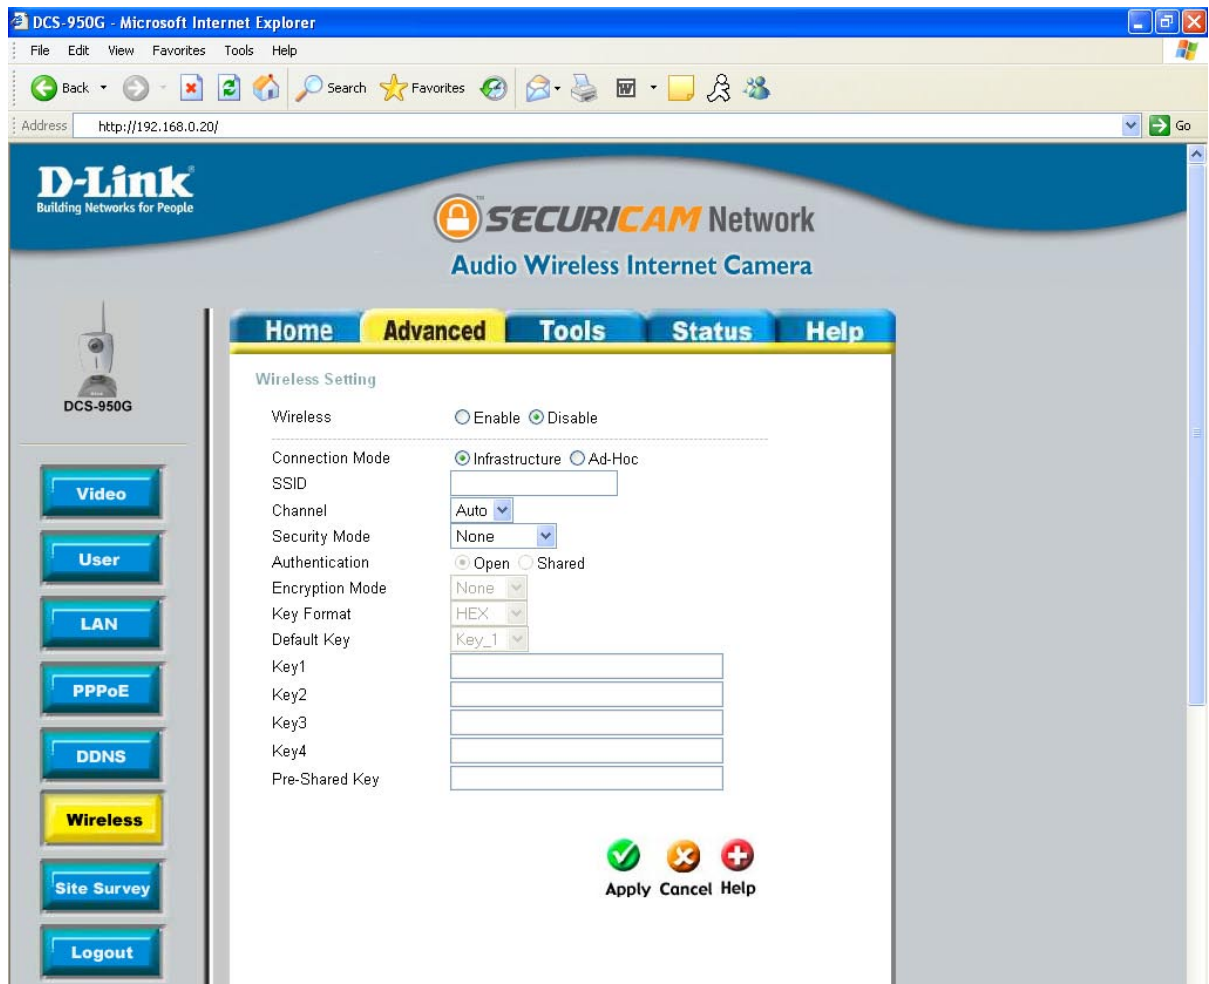 DCS-950G - Microsoft Internet Explorer
File Edit View Favorites Tools Help
Back Search Favorites
Address http://192.168.0.20/ Go
D-Link
Building Networks for People
SECURICAM Network
™
Audio Wireless Internet Camera
DCS-950G
Home Advanced Tools Status Help
Video
User
LAN
PPPoE
DDNS
Wireless
Site Survey
Logout
Wireless Setting
Wireless Enable Disable
Connection Mode Infrastructure Ad-Hoc
SSID
Channel Auto
Security Mode None
Authentication Open Shared
Encryption Mode None
Key Format HEX
Default Key Key_1
Key1
Key2
Key3
Key4
Pre-Shared Key
Apply Cancel Help